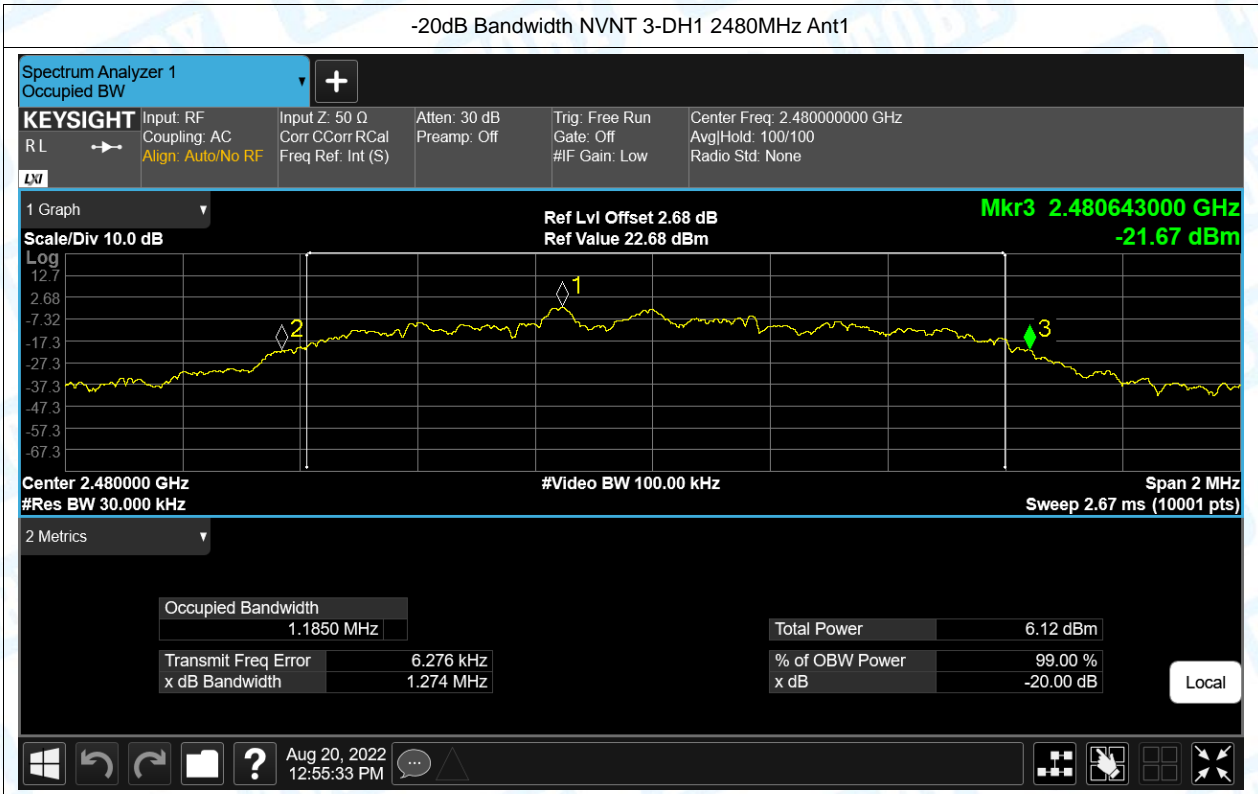 -20dB Bandwidth NVNT 3-DH1 2480MHz Ant1
Spectrum Analyzer 1
Occupied BW
KEYSIGHT
R L
LXI
Input: RF
Coupling: AC
Align: Auto/No RF
Input Z: 50 Ω
Corr CCorr RCal
Freq Ref: Int (S)
Atten: 30 dB
Preamp: Off
Trig: Free Run
Gate: Off
#IF Gain: Low
Center Freq: 2.480000000 GHz
Avg|Hold: 100/100
Radio Std: None
1 Graph
Scale/Div 10.0 dB
Ref Lvl Offset 2.68 dB
Ref Value 22.68 dBm
Mkr3 2.480643000 GHz
-21.67 dBm
Log
12.7
2.68
-7.32
-17.3
-27.3
-37.3
-47.3
-57.3
-67.3
1
2
3
Center 2.480000 GHz
#Res BW 30.000 kHz
#Video BW 100.00 kHz
Span 2 MHz
Sweep 2.67 ms (10001 pts)
2 Metrics
Occupied Bandwidth
1.1850 MHz
Transmit Freq Error 6.276 kHz
x dB Bandwidth 1.274 MHz
Total Power 6.12 dBm
% of OBW Power 99.00 %
x dB -20.00 dB
Local
Aug 20, 2022
12:55:33 PM